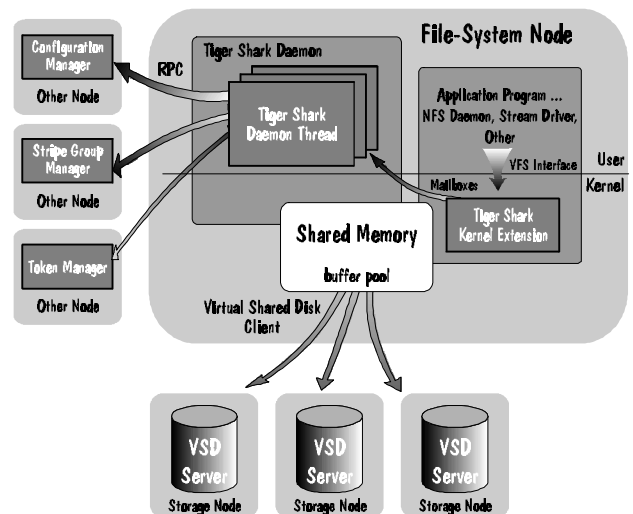 File-System Node
Configuration
Manager
Other Node
RPC
Tiger Shark Daemon
Tiger Shark
Daemon Thread
Application Program ...
NFS Daemon, Stream Driver,
Other
Stripe Group
Manager
Other Node
VFS Interface
User
Kernel
Mailboxes
Tiger Shark
Kernel Extension
Shared Memory
buffer pool
Token Manager
Other Node
Virtual Shared Disk
Client
VSD
Server
Storage Node
VSD
Server
Storage Node
VSD
Server
Storage Node